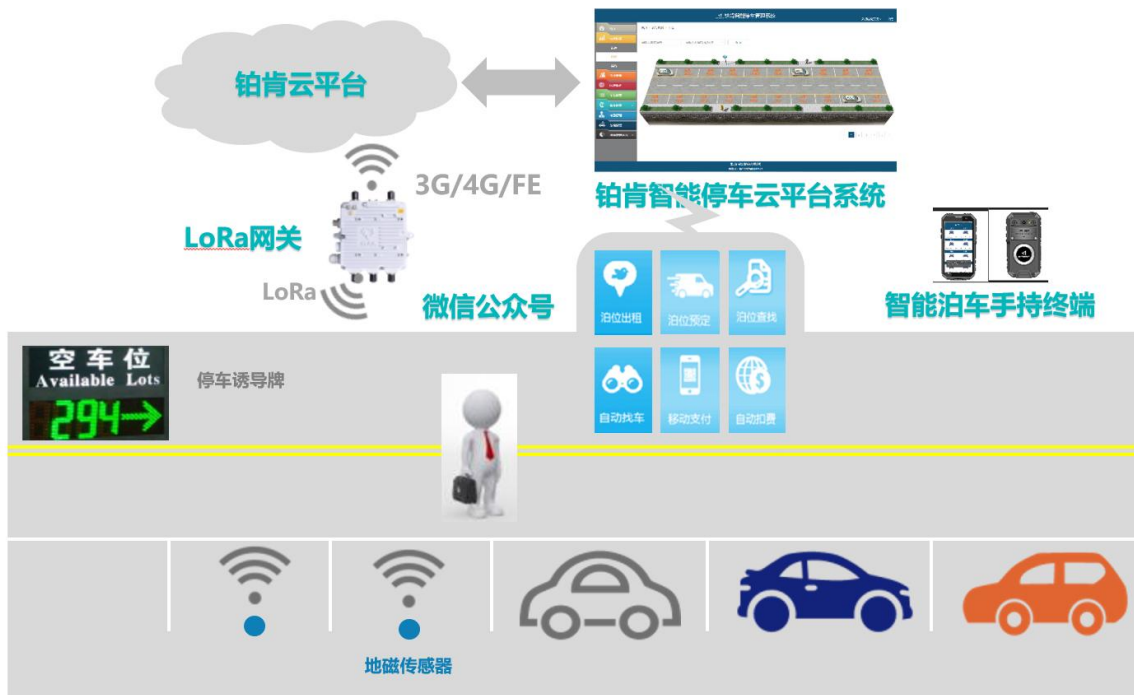 铂肯云平台
3G/4G/FE
铂肯智能停车云平台系统
LoRa网关
LoRa
微信公众号
泊位出租
泊位预定
泊位查找
智能泊车手持终端
空车位
Available Lots
294
停车诱导牌
自动找车
移动支付
自动扣费
地磁传感器